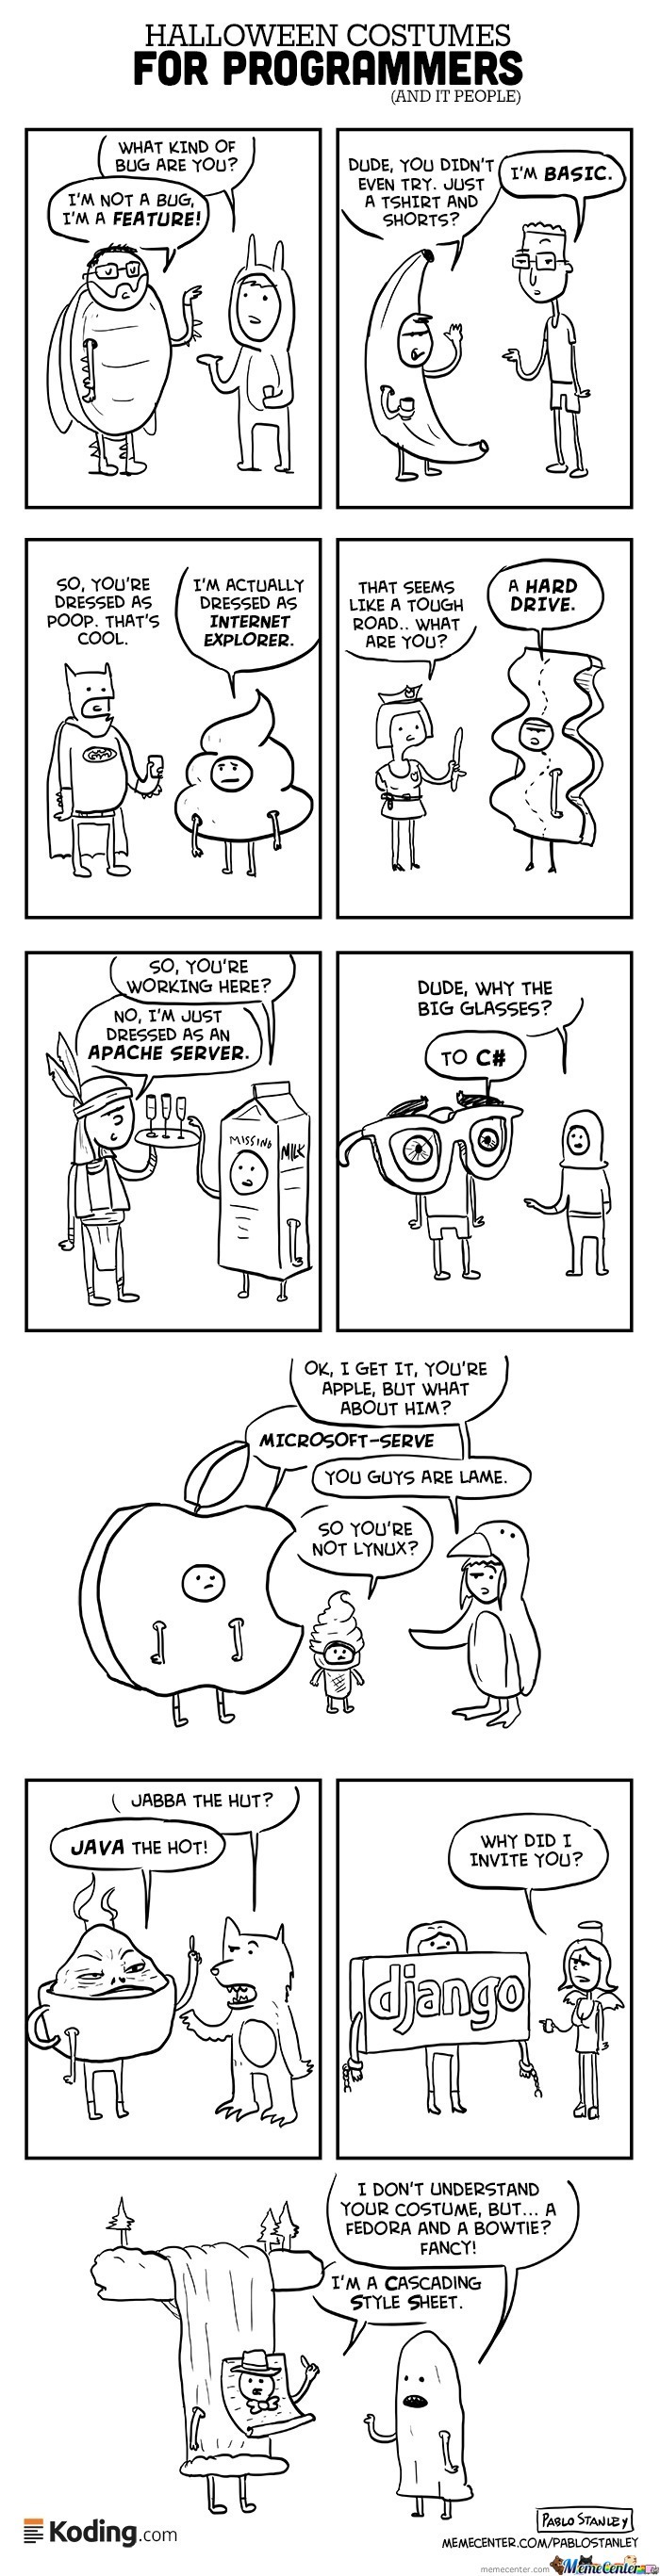 HALLOWEEN COSTUMES
FOR PROGRAMMERS
(AND IT PEOPLE)
WHAT KIND OF
BUG ARE YOU?
I'M NOT A BUG,
I'M A FEATURE!
DUDE, YOU DIDN'T
EVEN TRY. JUST
A TSHIRT AND
SHORTS?
I'M BASIC.
SO, YOU'RE
DRESSED AS
POOP. THAT'S
COOL.
I'M ACTUALLY
DRESSED AS
INTERNET
EXPLORER.
THAT SEEMS
LIKE A TOUGH
ROAD.. WHAT
ARE YOU?
A HARD
DRIVE.
SO, YOU'RE
WORKING HERE?
NO, I'M JUST
DRESSED AS AN
APACHE SERVER.
MISSING
MILK
DUDE, WHY THE
BIG GLASSES?
TO C#
OK, I GET IT, YOU'RE
APPLE, BUT WHAT
ABOUT HIM?
MICROSOFT-SERVE
YOU GUYS ARE LAME.
SO YOU'RE
NOT LYNUX?
JABBA THE HUT?
JAVA THE HOT!
WHY DID I
INVITE YOU?
django
I DON'T UNDERSTAND
YOUR COSTUME, BUT... A
FEDORA AND A BOWTIE?
FANCY!
I'M A CASCADING
STYLE SHEET.
Koding.com
PABLO STANLEY
MEMECENTER.COM/PABLOSTANLEY
memecenter.com MemeCenter